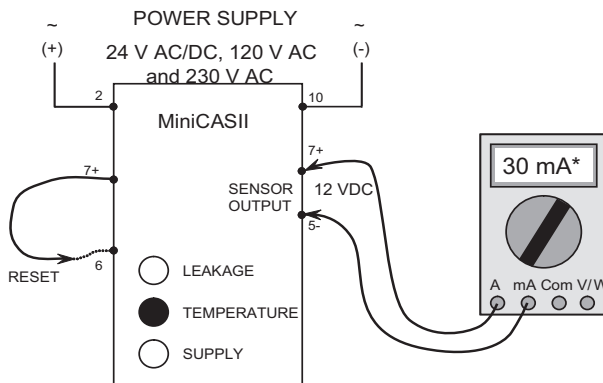 POWER SUPPLY
~
~
(+)
(-)
24 V AC/DC, 120 V AC
and 230 V AC
2
10
MiniCASII
7+
7+
30 mA*
SENSOR
OUTPUT
12 VDC
5-
RESET
6
LEAKAGE
A mA Com V/W
TEMPERATURE
SUPPLY